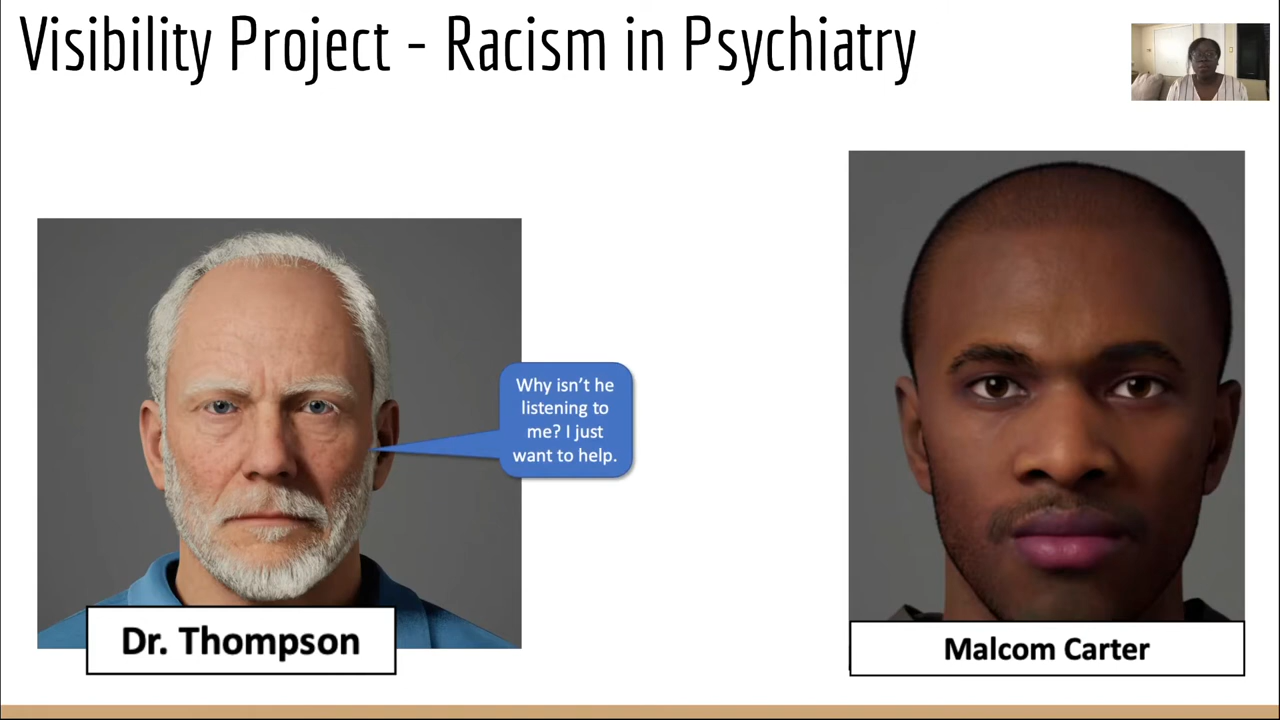 Visibility Project - Racism in Psychiatry
Why isn't he
listening to
me? I just
want to help.
Dr. Thompson
Malcom Carter